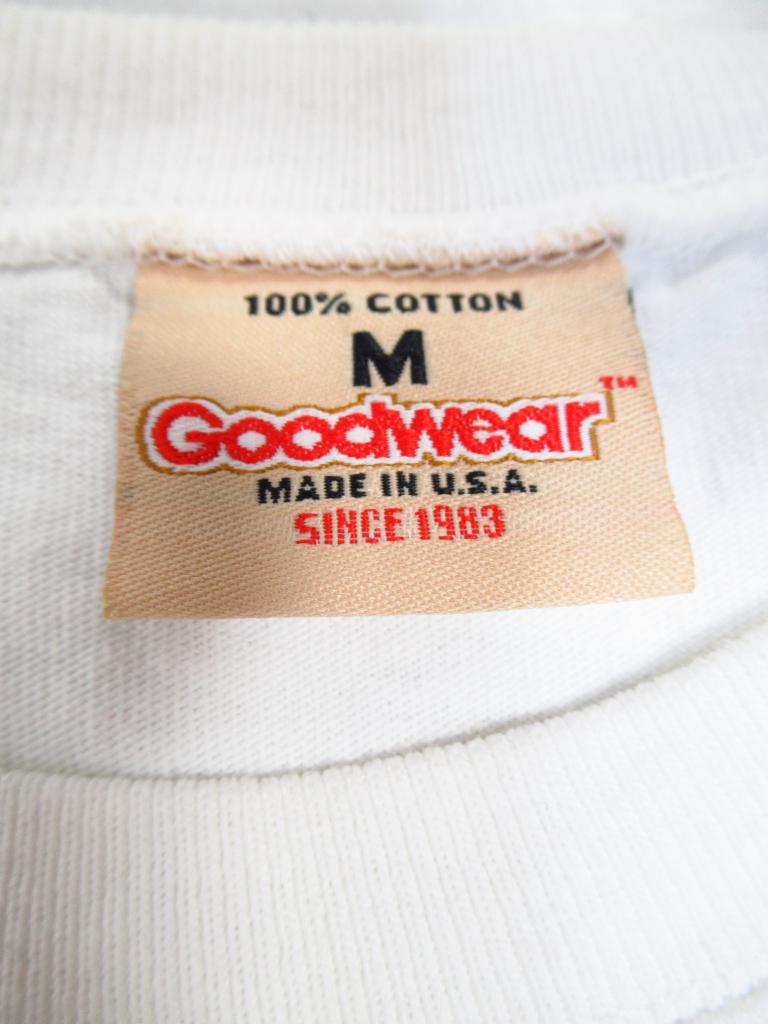 100% COTTON
M
Goodwear™
MADE IN U.S.A.
SINCE 1983